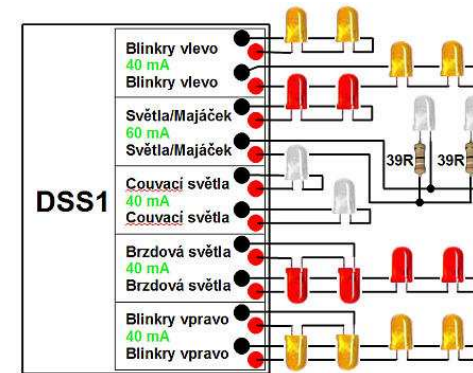 Blinkry vlevo
40 mA
Blinkry vlevo
Světla/Majáček
60 mA
Světla/Majáček
39R
39R
Couvací světla
40 mA
Couvací světla
DSS1
Brzdová světla
40 mA
Brzdová světla
Blinkry vpravo
40 mA
Blinkry vpravo